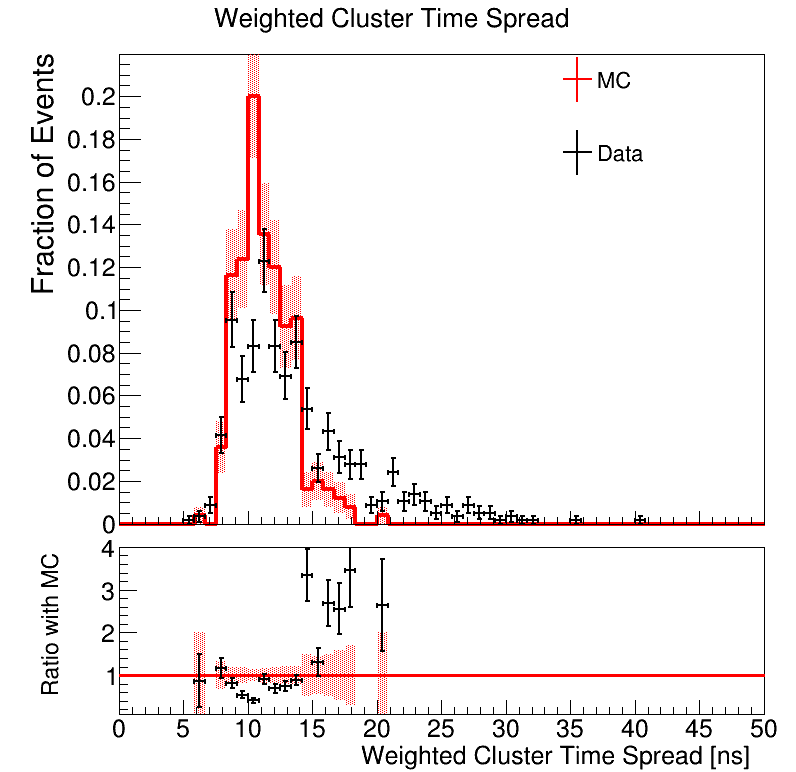 Weighted Cluster Time Spread
Fraction of Events
0.2
0.18
0.16
0.14
0.12
0.1
0.08
0.06
0.04
0.02
0
MC
Data
Ratio with MC
4
3
2
1
0 5 10 15 20 25 30 35 40 45 50
Weighted Cluster Time Spread [ns]